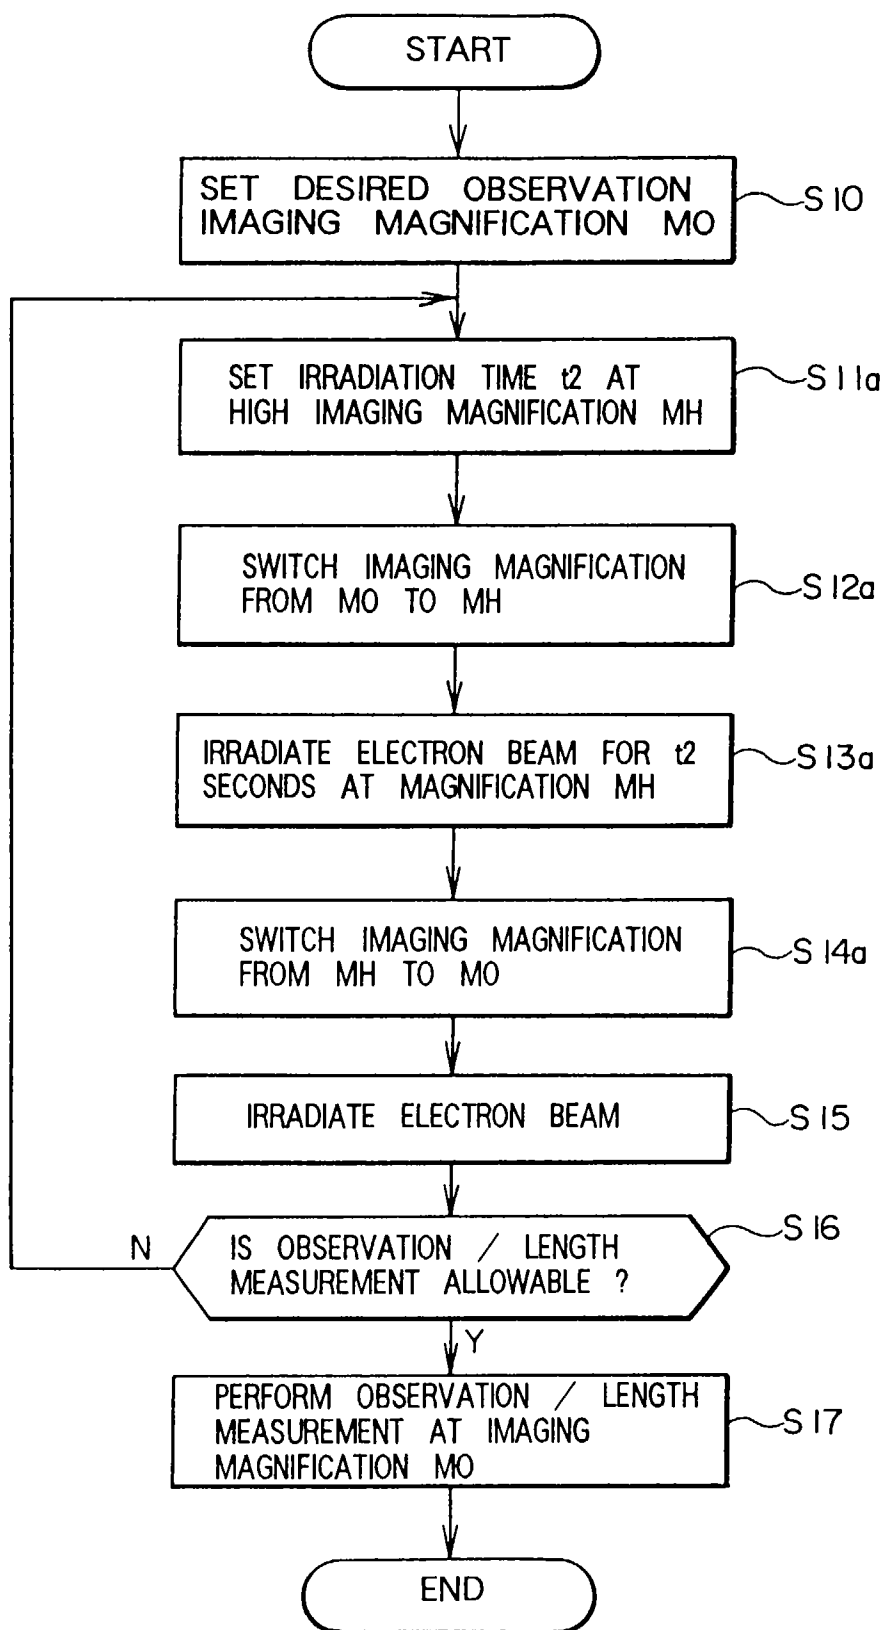 START
SET DESIRED OBSERVATION
IMAGING MAGNIFICATION MO
S10
SET IRRADIATION TIME t2 AT
HIGH IMAGING MAGNIFICATION MH
S11a
SWITCH IMAGING MAGNIFICATION
FROM MO TO MH
S12a
IRRADIATE ELECTRON BEAM FOR t2
SECONDS AT MAGNIFICATION MH
S13a
SWITCH IMAGING MAGNIFICATION
FROM MH TO MO
S14a
IRRADIATE ELECTRON BEAM
S15
N
IS OBSERVATION / LENGTH
MEASUREMENT ALLOWABLE ?
S16
Y
PERFORM OBSERVATION / LENGTH
MEASUREMENT AT IMAGING
MAGNIFICATION MO
S17
END